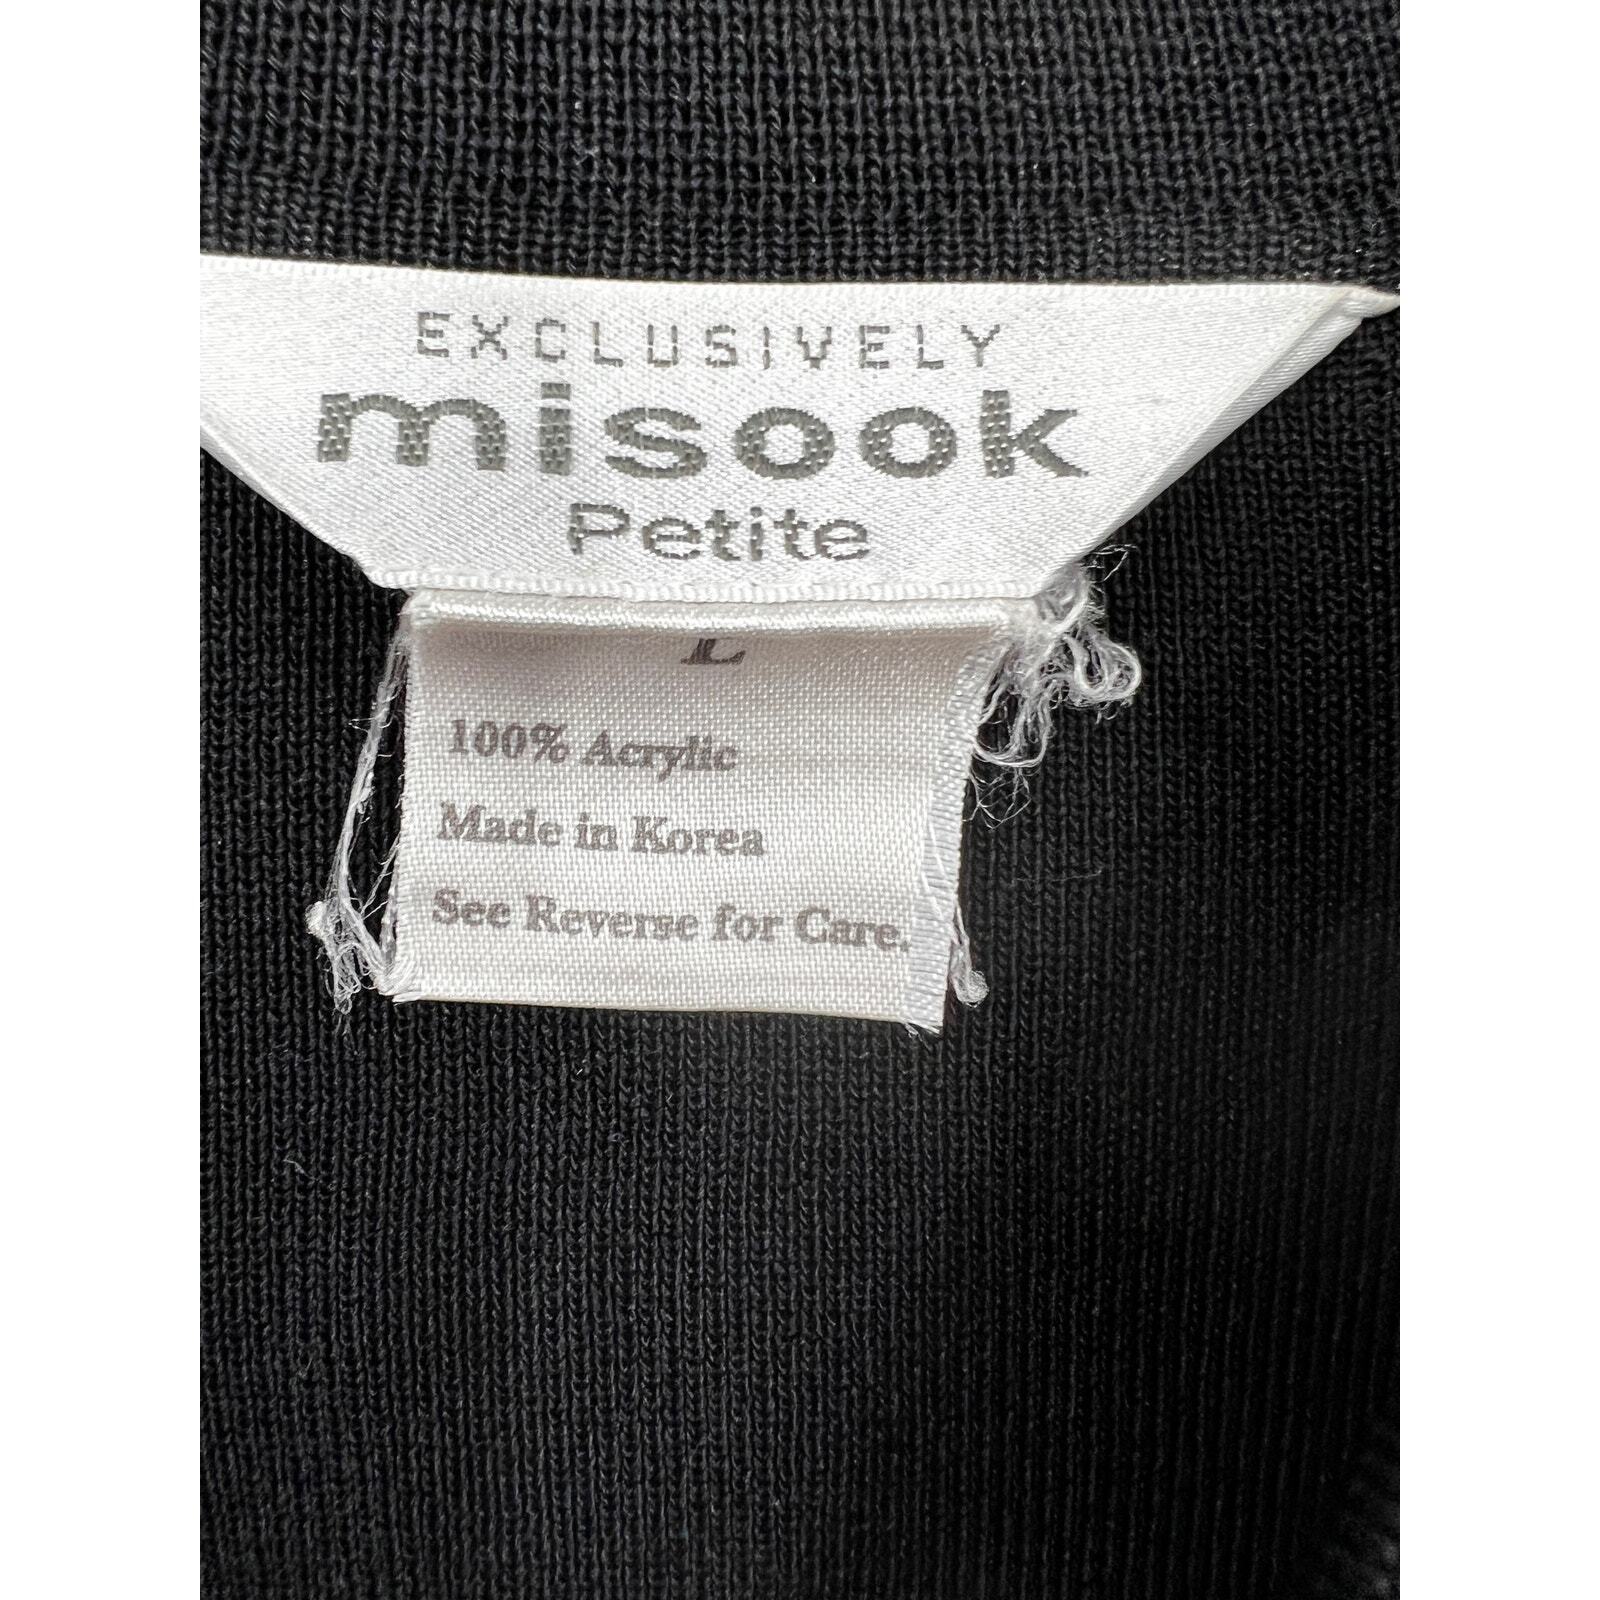 EXCLUSIVELY
misook
Petite
L
100% Acrylic
Made in Korea
See Reverse for Care.